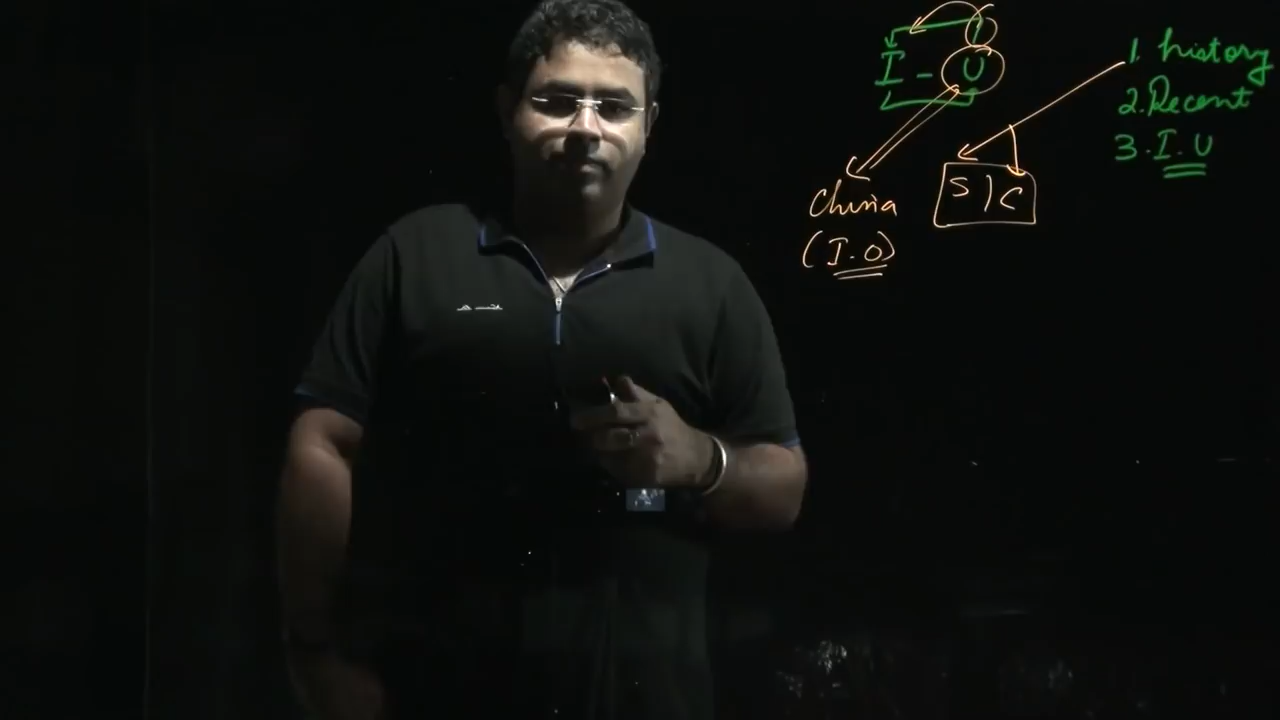 I - U
China
(I.O)
S / C
1. history
2. Recent
3. I.U